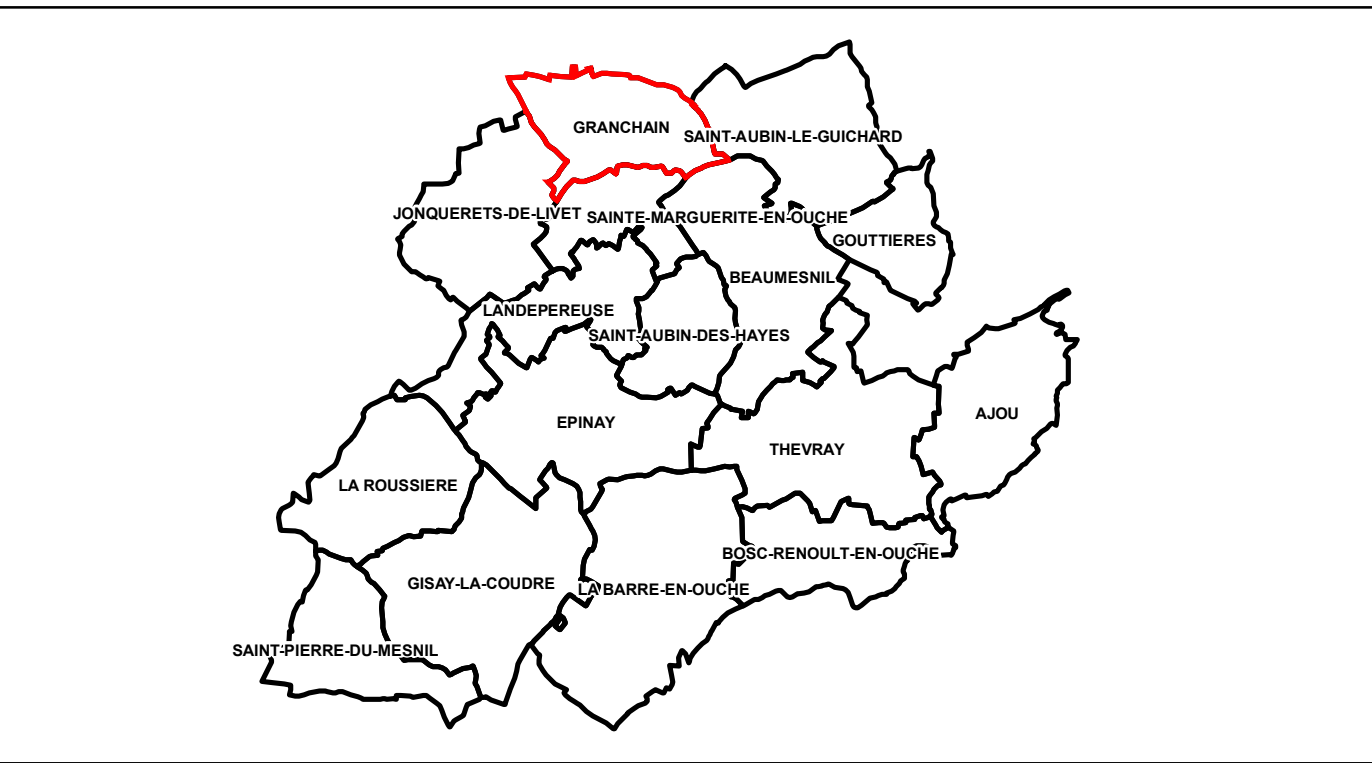 GRANCHAIN
SAINT-AUBIN-LE-GUICHARD
JONQUERETS-DE-LIVET
SAINTE-MARGUERITE-EN-OUCHE
GOUTTIERES
BEAUMESNIL
LANDEPEREUSE
SAINT-AUBIN-DES-HAYES
AJOU
EPINAY
THEVRAY
LA ROUSSIERE
BOSC-RENOULT-EN-OUCHE
GISAY-LA-COUDRE
LA BARRE-EN-OUCHE
SAINT-PIERRE-DU-MESNIL